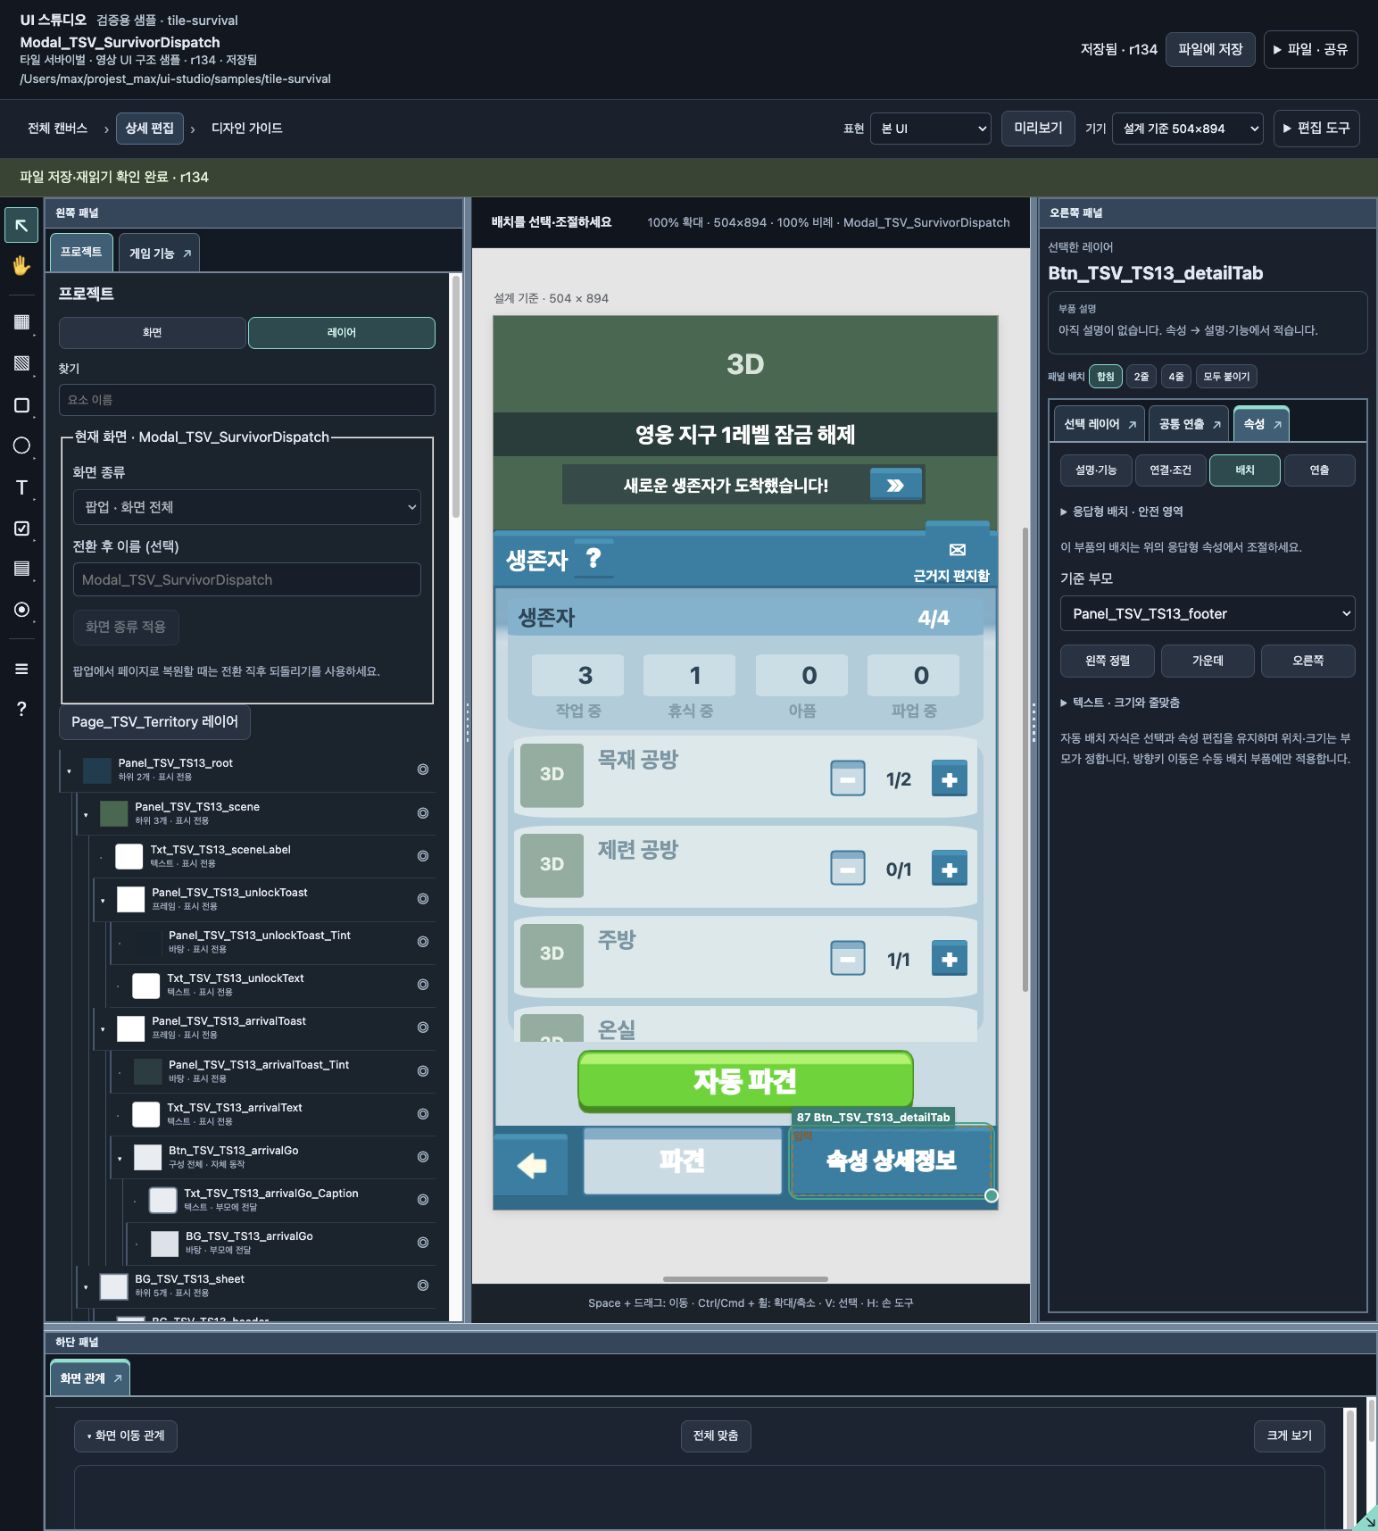 UI 스튜디오 검증용 샘플 · tile-survival
Modal_TSV_SurvivorDispatch
타일 서바이벌 · 영상 UI 구조 샘플 · r134 · 저장됨
/Users/max/projest_max/ui-studio/samples/tile-survival
저장됨 · r134
파일에 저장
▶ 파일 · 공유
전체 캔버스 › 상세 편집 › 디자인 가이드
표현 본 UI
미리보기
기기 설계 기준 504×894
▶ 편집 도구
파일 저장·재읽기 확인 완료 · r134
왼쪽 패널
프로젝트
게임 기능 ↗
프로젝트
화면
레이어
찾기
요소 이름
현재 화면 · Modal_TSV_SurvivorDispatch
화면 종류
팝업 · 화면 전체
전환 후 이름 (선택)
Modal_TSV_SurvivorDispatch
화면 종류 적용
팝업에서 페이지로 복원할 때는 전환 직후 되돌리기를 사용하세요.
Page_TSV_Territory 레이어
Panel_TSV_TS13_root
하위 2개 · 표시 전용
Panel_TSV_TS13_scene
하위 3개 · 표시 전용
Txt_TSV_TS13_sceneLabel
텍스트 · 표시 전용
Panel_TSV_TS13_unlockToast
프레임 · 표시 전용
Panel_TSV_TS13_unlockToast_Tint
바탕 · 표시 전용
Txt_TSV_TS13_unlockText
텍스트 · 표시 전용
Panel_TSV_TS13_arrivalToast
프레임 · 표시 전용
Panel_TSV_TS13_arrivalToast_Tint
바탕 · 표시 전용
Txt_TSV_TS13_arrivalText
텍스트 · 표시 전용
Btn_TSV_TS13_arrivalGo
구성 전체 · 자체 동작
Txt_TSV_TS13_arrivalGo_Caption
텍스트 · 부모에 전달
BG_TSV_TS13_arrivalGo
바탕 · 부모에 전달
BG_TSV_TS13_sheet
하위 5개 · 표시 전용
BG_TSV_TS13_header
T
?
배치를 선택·조절하세요
100% 확대 · 504×894 · 100% 비례 · Modal_TSV_SurvivorDispatch
설계 기준 · 504 × 894
3D
영웅 지구 1레벨 잠금 해제
새로운 생존자가 도착했습니다!
»
생존자 ?
근거지 편지함
생존자 4/4
3 1 0 0
작업 중 휴식 중 아픔 파업 중
3D 목재 공방 − 1/2 +
3D 제련 공방 − 0/1 +
3D 주방 − 1/1 +
3D 온실
자동 파견
87 Btn_TSV_TS13_detailTab
파견
속성 상세정보
Space + 드래그: 이동 · Ctrl/Cmd + 휠: 확대/축소 · V: 선택 · H: 손 도구
오른쪽 패널
선택한 레이어
Btn_TSV_TS13_detailTab
부품 설명
아직 설명이 없습니다. 속성 → 설명·기능에서 적습니다.
패널 배치 합침 2줄 4줄 모두 붙이기
선택 레이어 ↗
공통 연출 ↗
속성 ↗
설명·기능
연결·조건
배치
연출
▶ 응답형 배치 · 안전 영역
이 부품의 배치는 위의 응답형 속성에서 조절하세요.
기준 부모
Panel_TSV_TS13_footer
왼쪽 정렬
가운데
오른쪽
▶ 텍스트 · 크기와 줄맞춤
자동 배치 자식은 선택과 속성 편집을 유지하며 위치·크기는 부
모가 정합니다. 방향키 이동은 수동 배치 부품에만 적용합니다.
하단 패널
화면 관계 ↗
▾ 화면 이동 관계
전체 맞춤
크게 보기